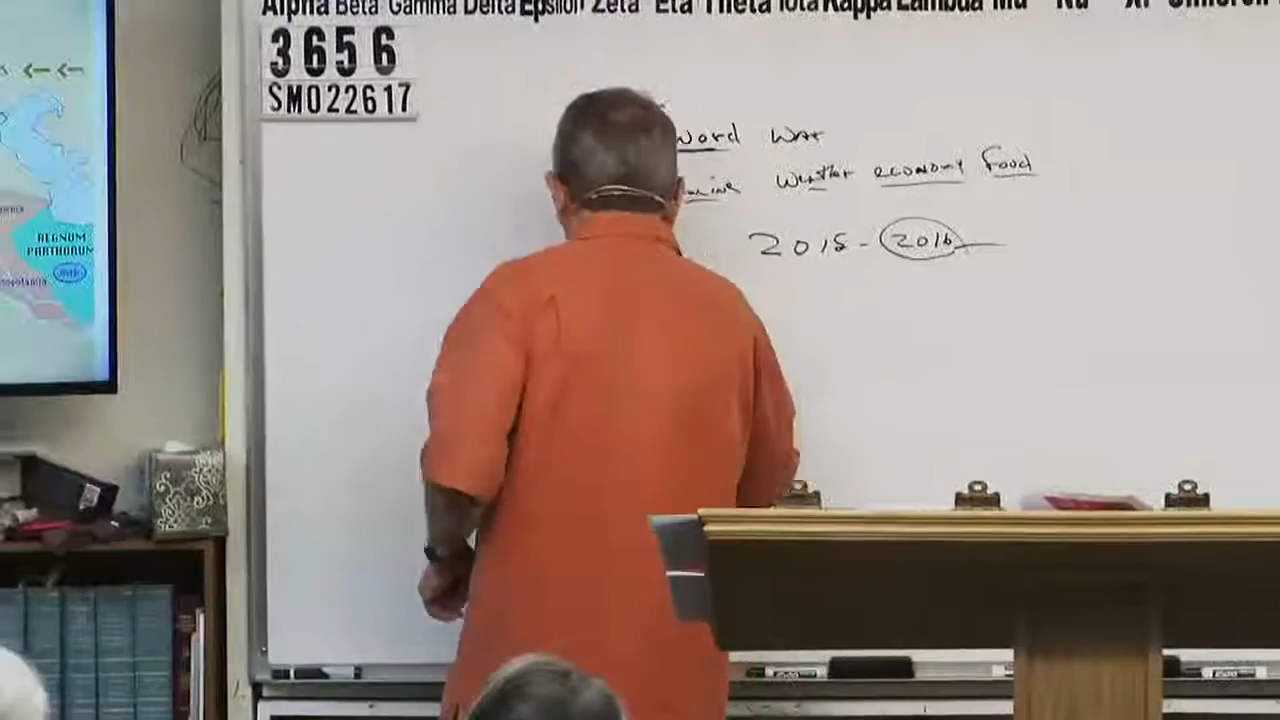 Alpha Beta Gamma Delta Epsilon Zeta Eta Theta Iota Kappa Lambda Mu Nu Xi Omicron
3656
SM022617
word war
weather economy food
2015 - 2016
REGNUM
PARTHORUM